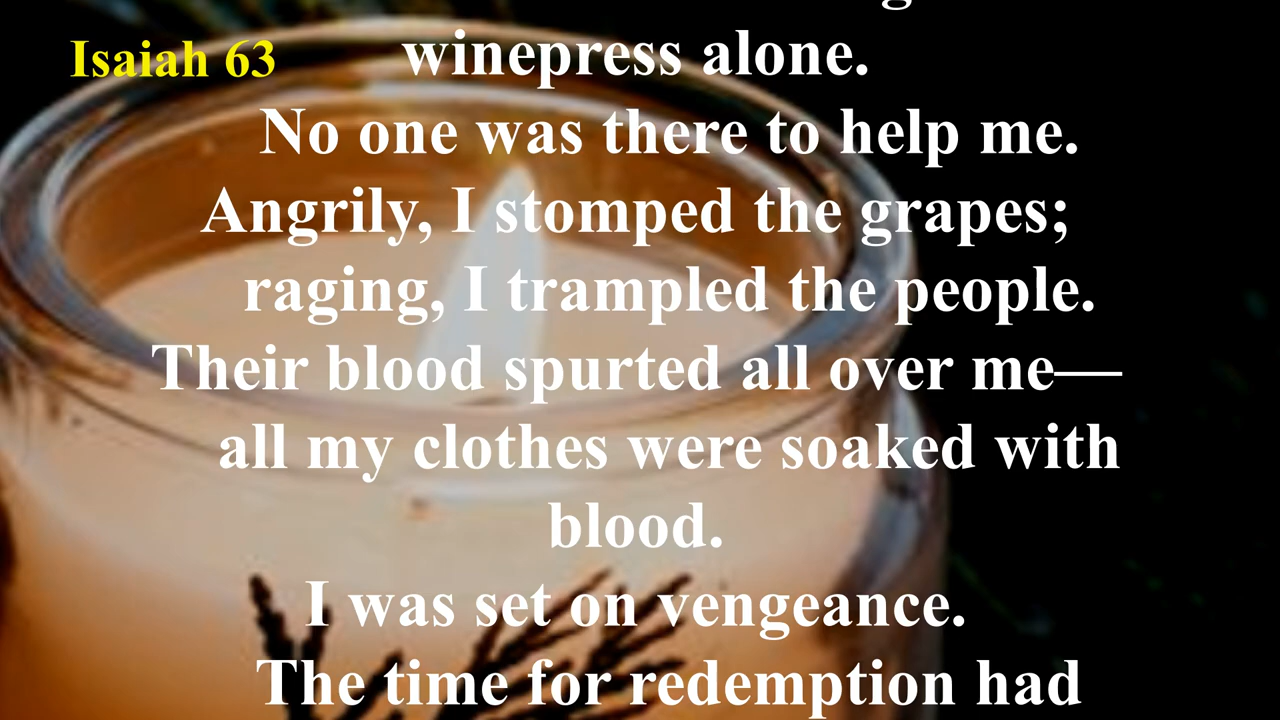 Isaiah 63
winepress alone.
No one was there to help me.
Angrily, I stomped the grapes;
raging, I trampled the people.
Their blood spurted all over me—
all my clothes were soaked with
blood.
I was set on vengeance.
The time for redemption had